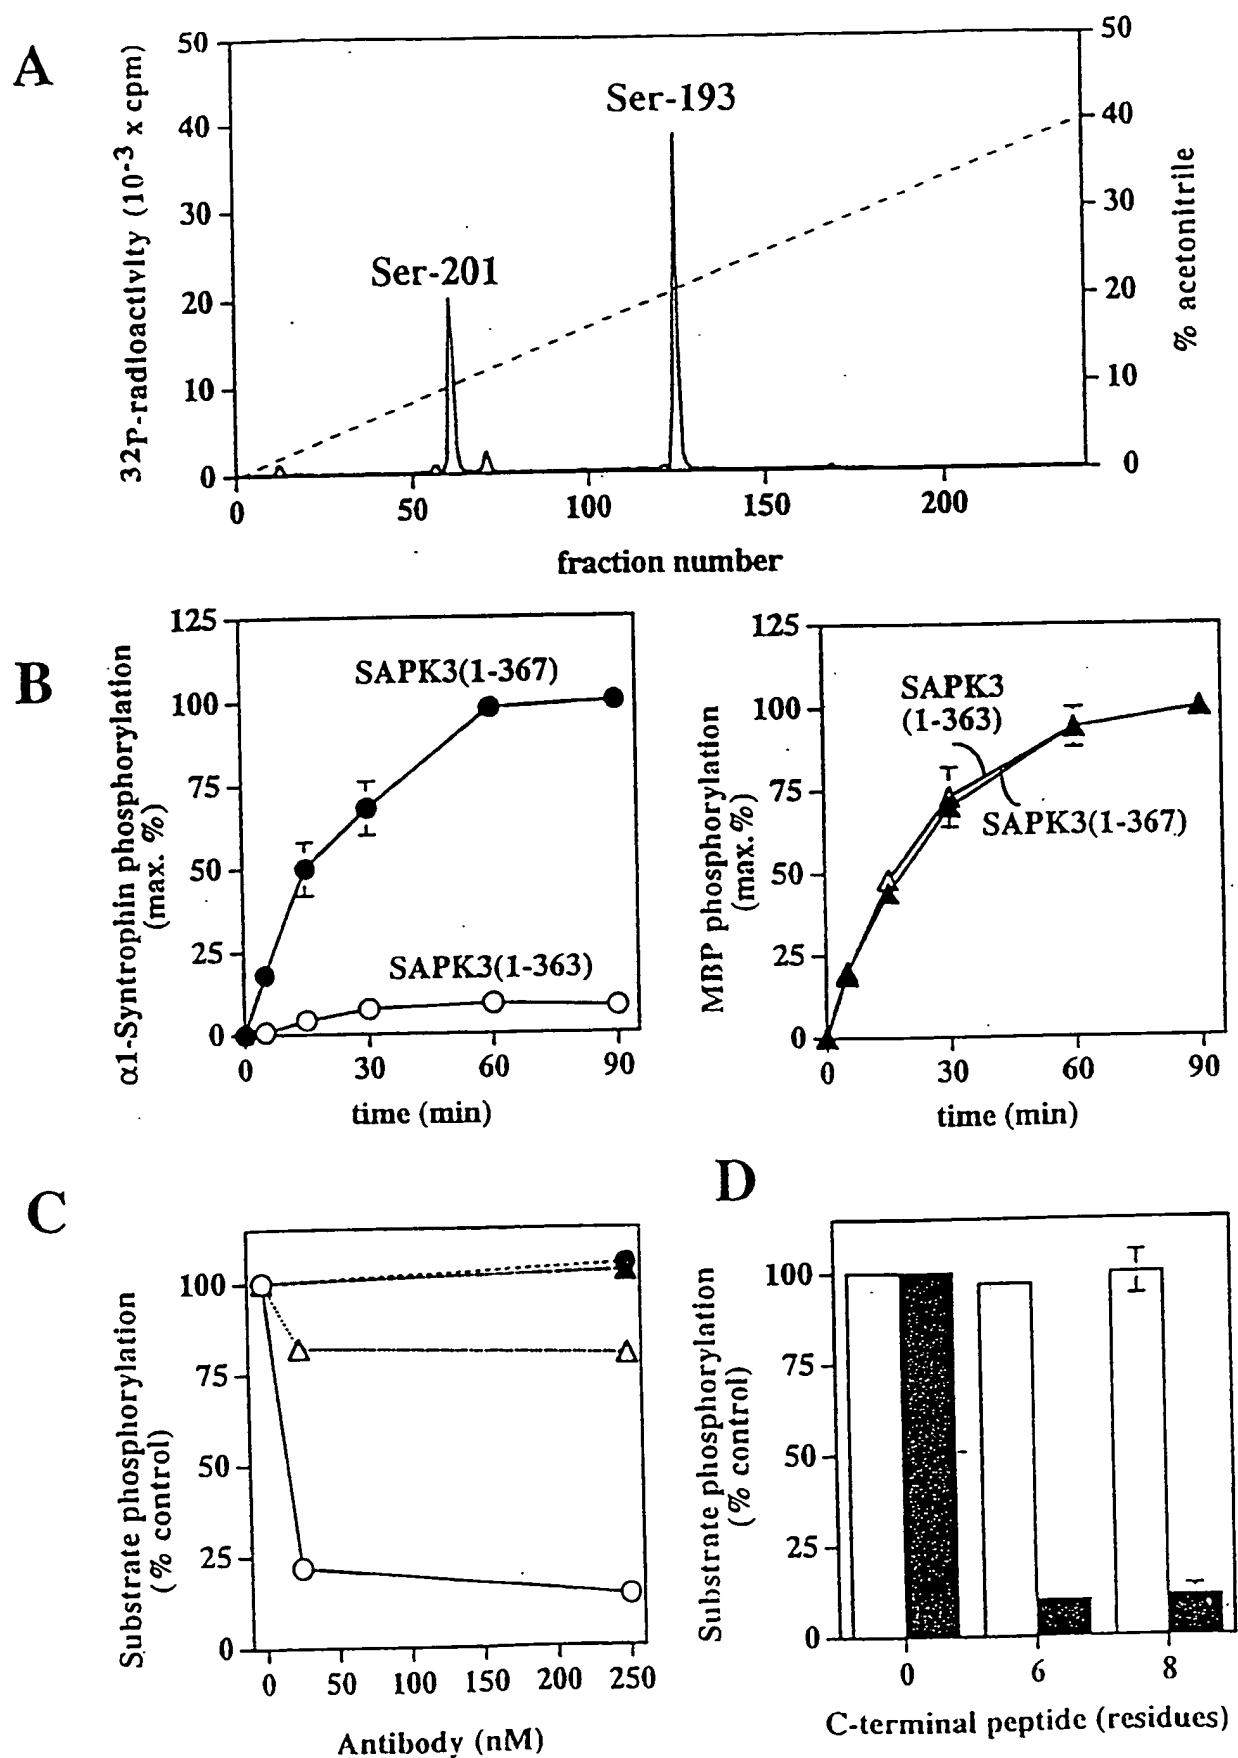 A
50
40
30
20
10
0
32P-radioactivity (10-3 x cpm)
Ser-201
Ser-193
50
40
30
20
10
0
% acetonitrile
0 50 100 150 200
fraction number
B
125
100
75
50
25
0
α1-Syntrophin phosphorylation
(max. %)
SAPK3(1-367)
SAPK3(1-363)
0 30 60 90
time (min)
125
100
75
50
25
0
MBP phosphorylation
(max.%)
SAPK3
(1-363)
SAPK3(1-367)
0 30 60 90
time (min)
C
100
75
50
25
0
Substrate phosphorylation
(% control)
0 50 100 150 200 250
Antibody (nM)
D
100
75
50
25
0
Substrate phosphorylation
(% control)
0 6 8
C-terminal peptide (residues)